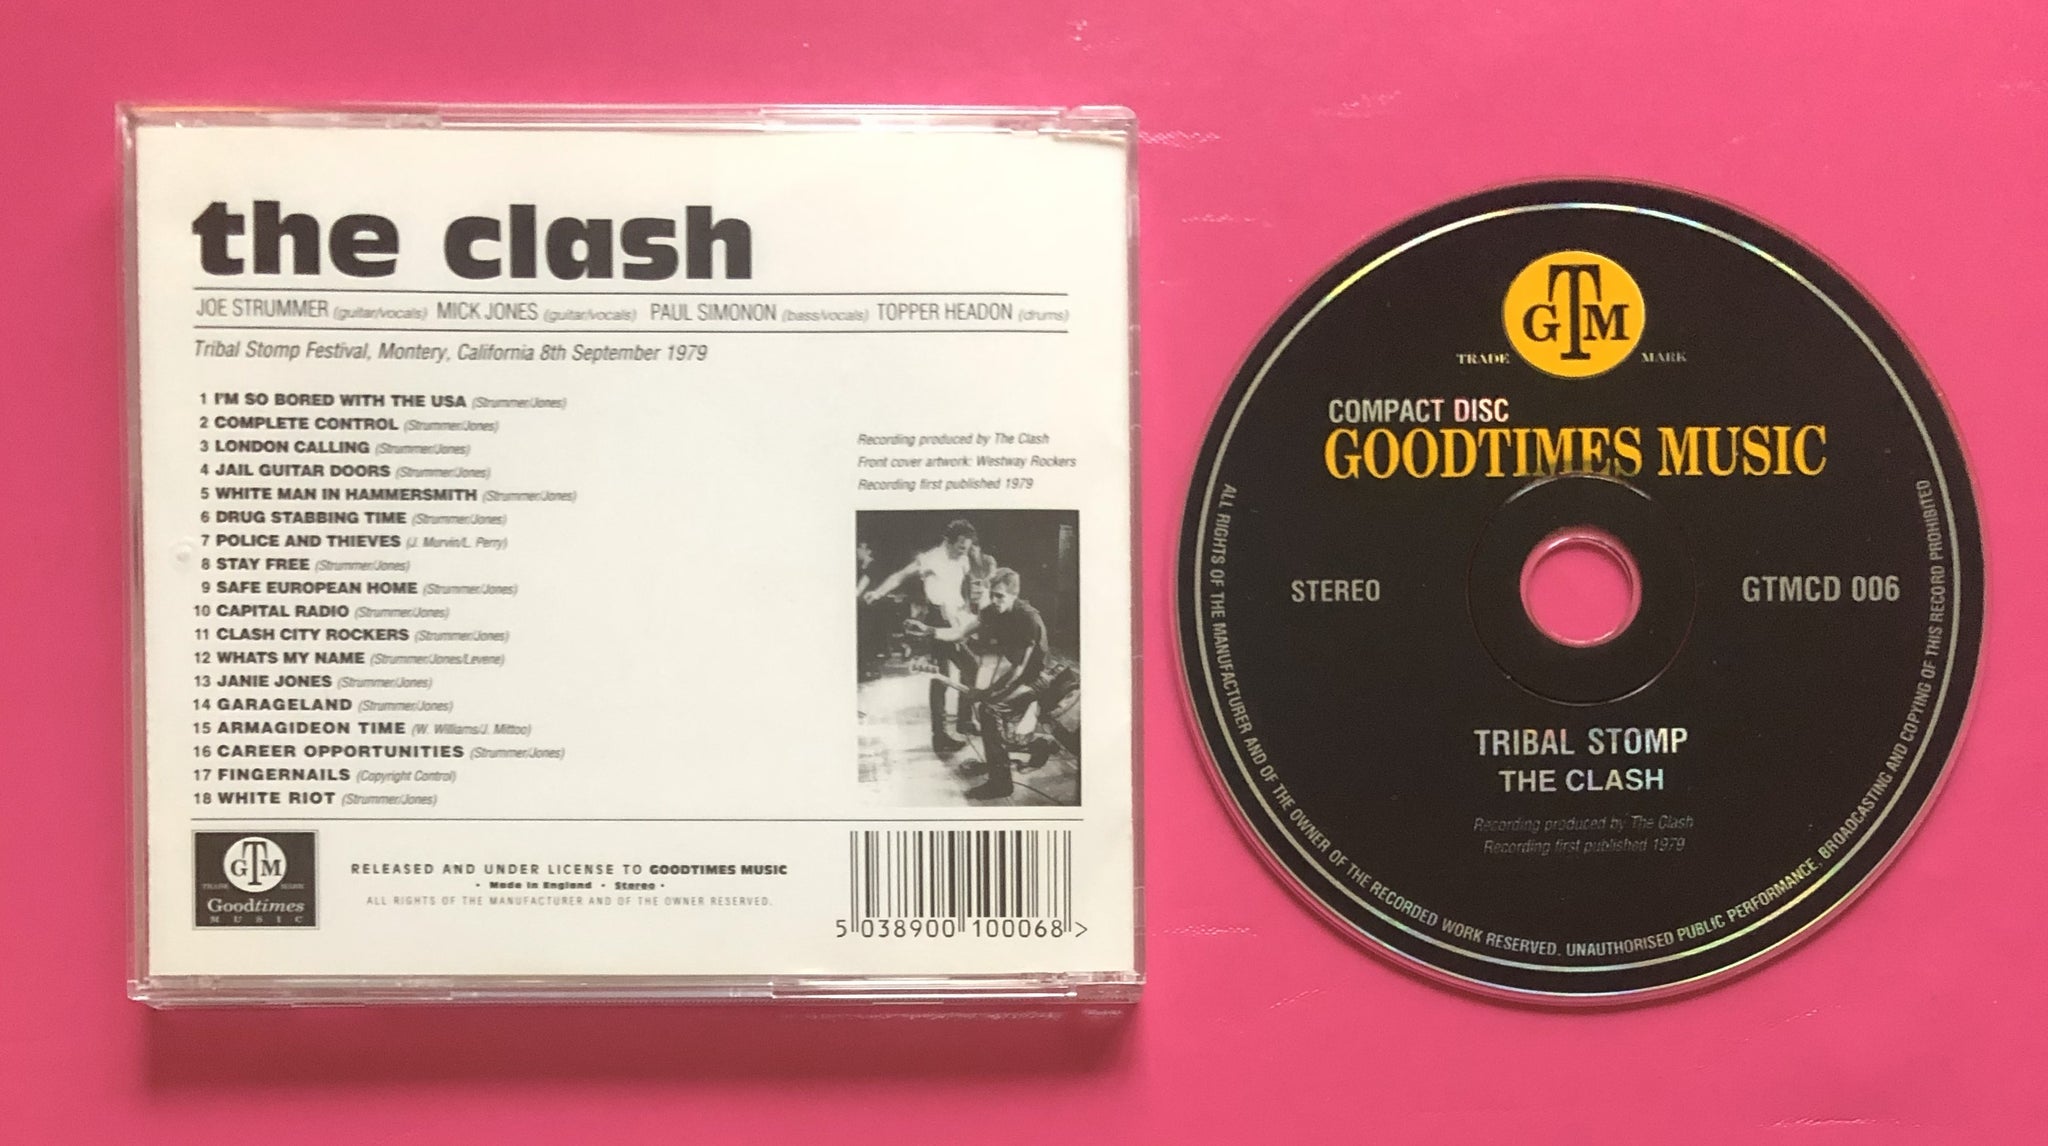 the clash
JOE STRUMMER (guitar/vocals) MICK JONES (guitar/vocals) PAUL SIMONON (bass/vocals) TOPPER HEADON (drums)
Tribal Stomp Festival, Montery, California 8th September 1979
1 I'M SO BORED WITH THE USA (Strummer/Jones)
2 COMPLETE CONTROL (Strummer/Jones)
3 LONDON CALLING (Strummer/Jones)
4 JAIL GUITAR DOORS (Strummer/Jones)
5 WHITE MAN IN HAMMERSMITH (Strummer/Jones)
6 DRUG STABBING TIME (Strummer/Jones)
7 POLICE AND THIEVES (J. Murvin/L. Perry)
8 STAY FREE (Strummer/Jones)
9 SAFE EUROPEAN HOME (Strummer/Jones)
10 CAPITAL RADIO (Strummer/Jones)
11 CLASH CITY ROCKERS (Strummer/Jones)
12 WHATS MY NAME (Strummer/Jones/Levene)
13 JANIE JONES (Strummer/Jones)
14 GARAGELAND (Strummer/Jones)
15 ARMAGIDEON TIME (W. Williams/J. Mittoo)
16 CAREER OPPORTUNITIES (Strummer/Jones)
17 FINGERNAILS (Copyright Control)
18 WHITE RIOT (Strummer/Jones)
Recording produced by The Clash
Front cover artwork: Westway Rockers
Recording first published 1979
GTM
TRADE MARK
Goodtimes
MUSIC
RELEASED AND UNDER LICENSE TO GOODTIMES MUSIC
• Made in England • Stereo •
ALL RIGHTS OF THE MANUFACTURER AND OF THE OWNER RESERVED.
5 038900 100068 >
GTM
TRADE MARK
COMPACT DISC
GOODTIMES MUSIC
STEREO
GTMCD 006
TRIBAL STOMP
THE CLASH
Recording produced by The Clash
Recording first published 1979
ALL RIGHTS OF THE MANUFACTURER AND OF THE OWNER OF THE RECORDED WORK RESERVED. UNAUTHORISED PUBLIC PERFORMANCE, BROADCASTING AND COPYING OF THIS RECORD PROHIBITED